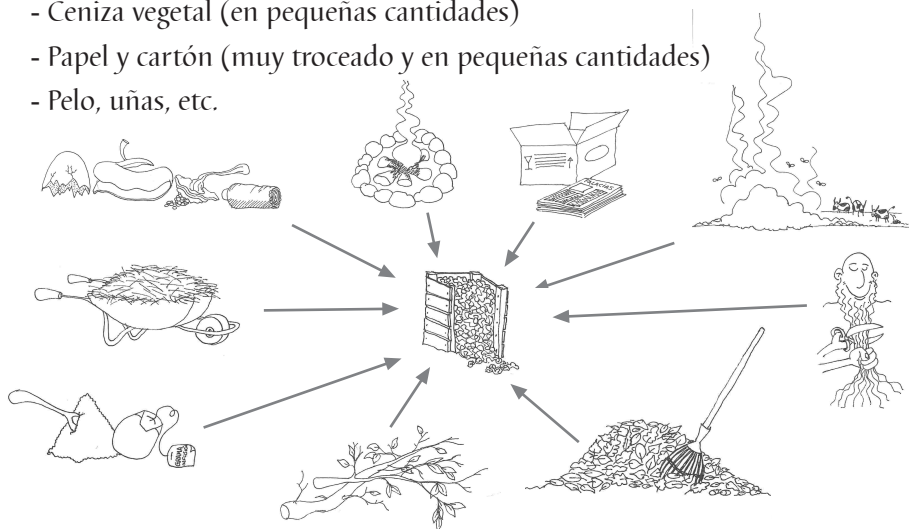 - Ceniza vegetal (en pequeñas cantidades)
- Papel y cartón (muy troceado y en pequeñas cantidades)
- Pelo, uñas, etc.